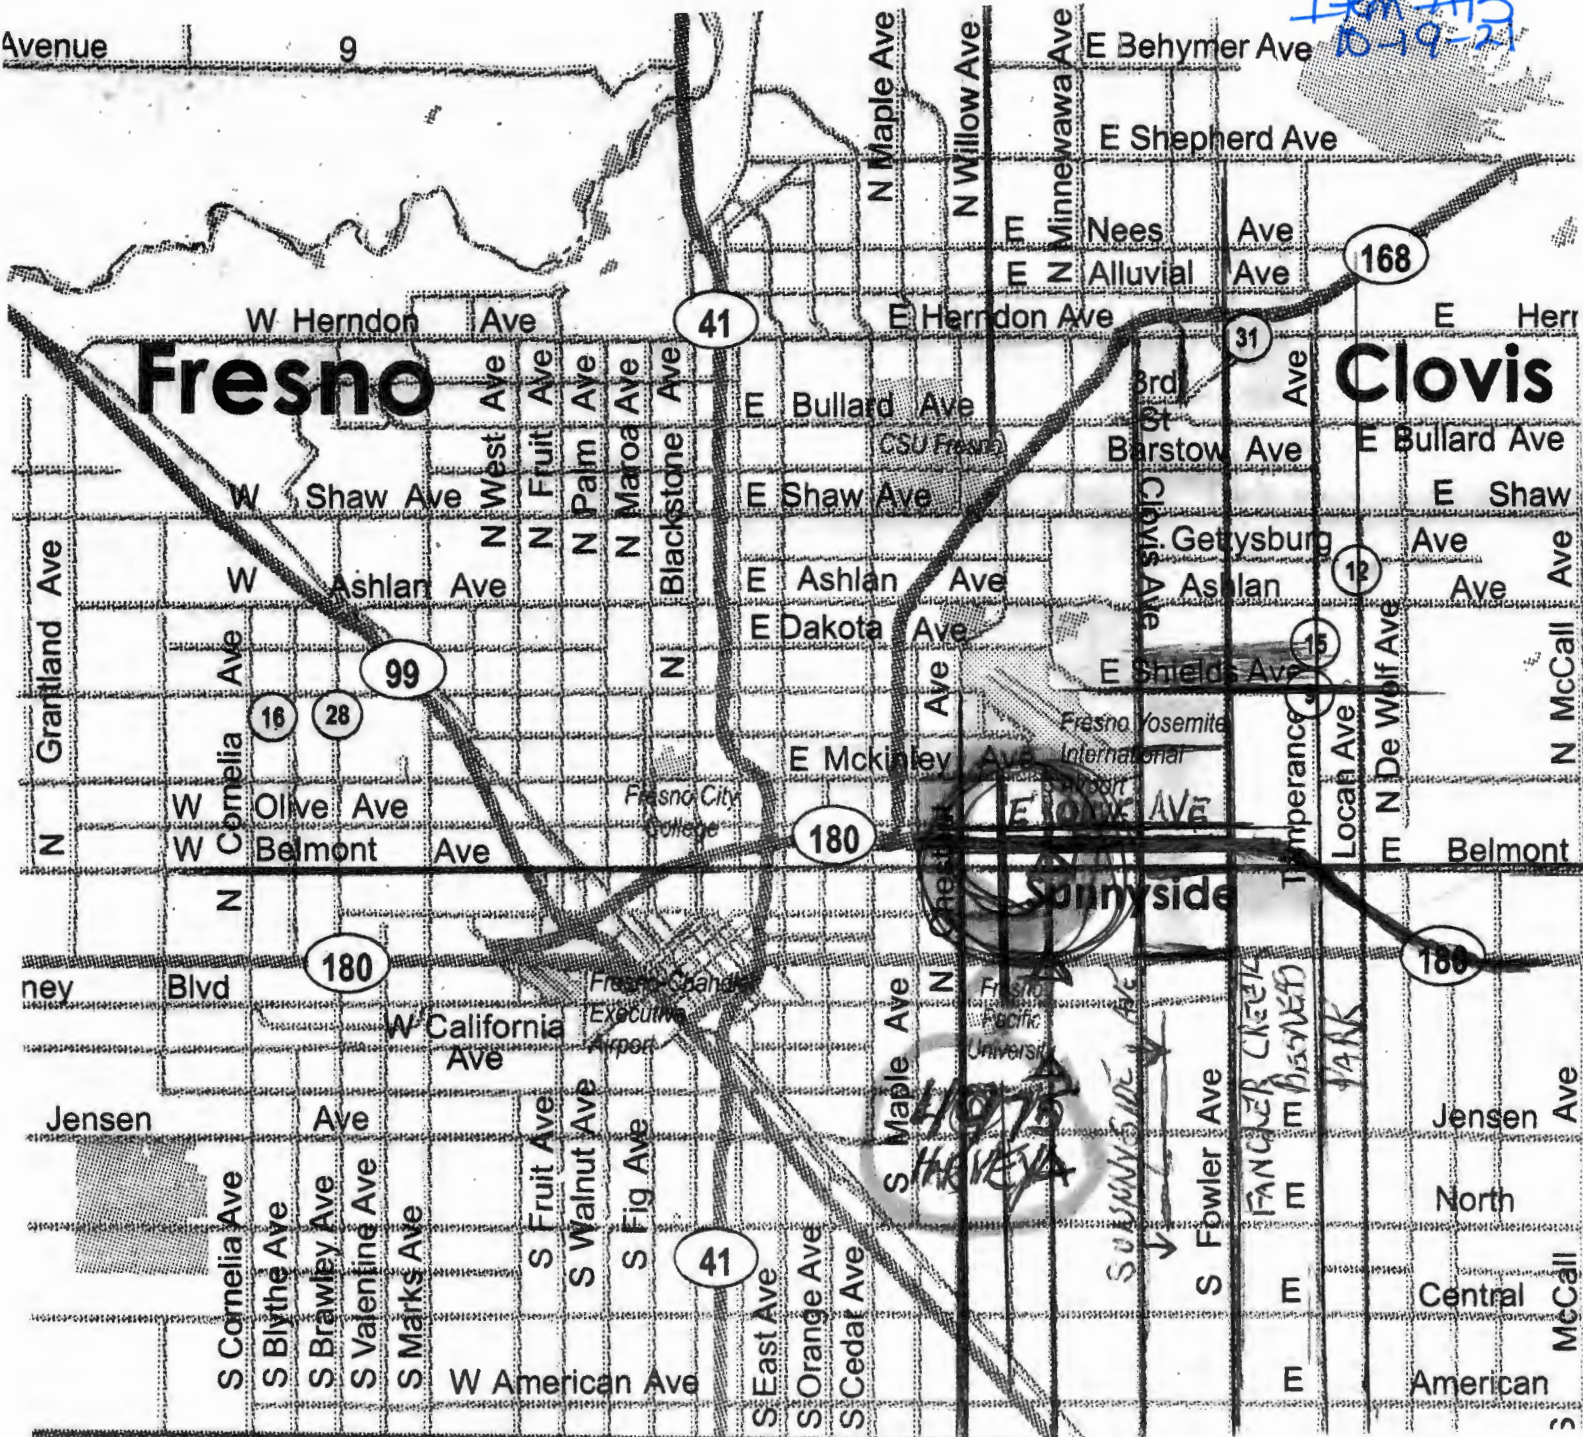 10-19-21
Avenue
9
E Behymer Ave
N Maple Ave
N Willow Ave
N Minnewawa Ave
E Shepherd Ave
E Nees Ave
E Alluvial Ave
168
W Herndon Ave
41
E Herndon Ave
31
E Herr
Fresno
Clovis
3rd St
Ave
N West Ave
N Fruit Ave
N Palm Ave
N Maroa Ave
N Blackstone Ave
E Bullard Ave
CSU Fresno
Barstow Ave
E Bullard Ave
W Shaw Ave
E Shaw Ave
E Shaw
Clovis Ave
Gettysburg Ave
12
W Ashlan Ave
E Ashlan Ave
Ashlan Ave
E Dakota Ave
15
N Grantland Ave
N Cornelia Ave
99
E Shields Ave
N De Wolf Ave
N McCall Ave
16
28
Fresno Yosemite
International
Airport
E Mckinley Ave
Temperance
Locan Ave
W Olive Ave
Fresno City
College
180
AVE
W Belmont Ave
E Belmont
N Chestnut Ave
Sunnyside
180
180
ney Blvd
Fresno-Chandler
Executive
Airport
W California
Ave
Fresno
Pacific
University
S Maple Ave
4975
HARVEY
SUNNYSIDE AVE
S Fowler Ave
FANCHER CREEK
PARK
Jensen Ave
E Jensen Ave
E North
S Cornelia Ave
S Blythe Ave
S Brawley Ave
S Valentine Ave
S Marks Ave
S Fruit Ave
S Walnut Ave
S Fig Ave
41
S East Ave
S Orange Ave
S Cedar Ave
E Central
McCall
W American Ave
E American
S